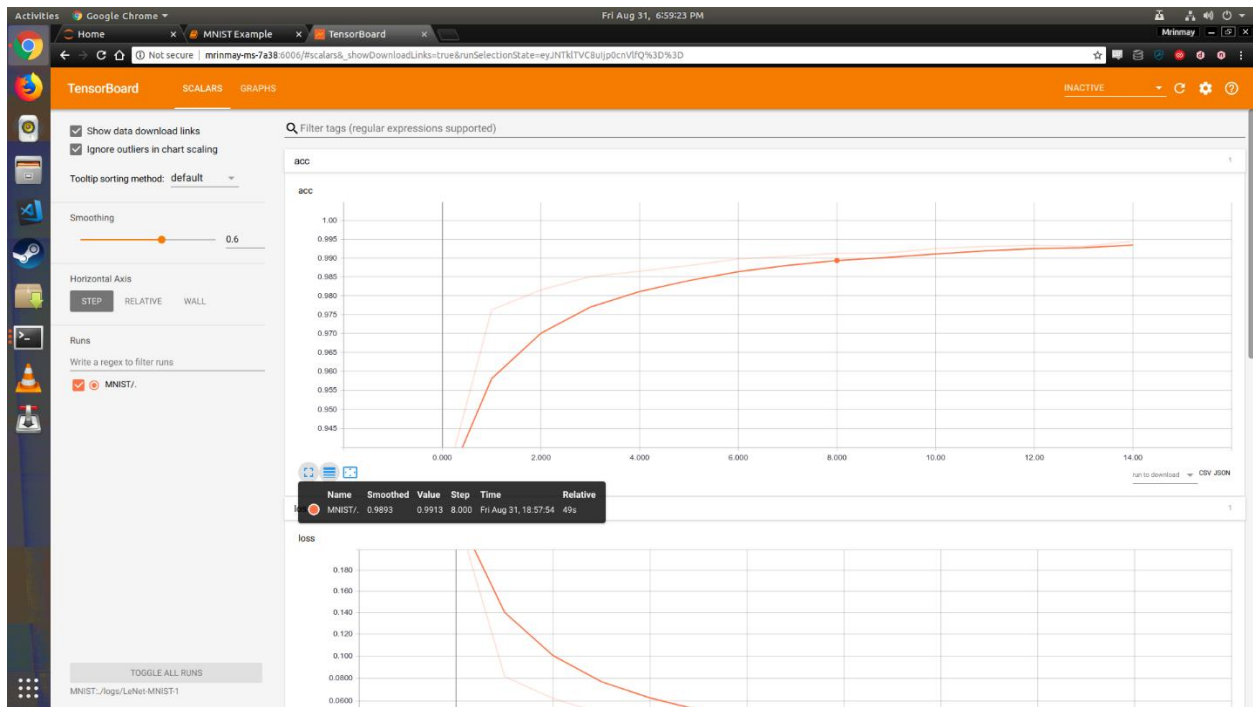 Activities Google Chrome Fri Aug 31, 6:59:23 PM
Home × MNIST Example × TensorBoard × Mrinmay
Not secure | mrinmay-ms-7a38:6006/#scalars&_showDownloadLinks=true&runSelectionState=eyJNTklTVC8uIjp0cnVlfQ%3D%3D
TensorBoard SCALARS GRAPHS INACTIVE
Show data download links
Ignore outliers in chart scaling
Tooltip sorting method: default
Smoothing
0.6
Horizontal Axis
STEP RELATIVE WALL
Runs
Write a regex to filter runs
MNIST/.
TOGGLE ALL RUNS
MNIST:./logs/LeNet-MNIST-1
Filter tags (regular expressions supported)
acc 1
acc
1.00
0.995
0.990
0.985
0.980
0.975
0.970
0.965
0.960
0.955
0.950
0.945
0.000 2.000 4.000 6.000 8.000 10.00 12.00 14.00
run to download CSV JSON
Name Smoothed Value Step Time Relative
MNIST/. 0.9893 0.9913 8.000 Fri Aug 31, 18:57:54 49s
1
loss
0.180
0.160
0.140
0.120
0.100
0.0800
0.0600